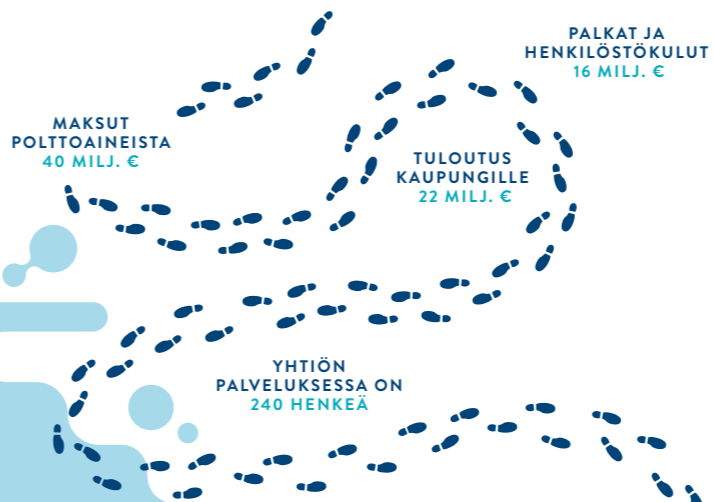 PALKAT JA
HENKILÖSTÖKULUT
16 MILJ. €
MAKSUT
POLTTOAINEISTA
40 MILJ. €
TULOUTUS
KAUPUNGILLE
22 MILJ. €
YHTIÖN
PALVELUKSESSA ON
240 HENKEÄ